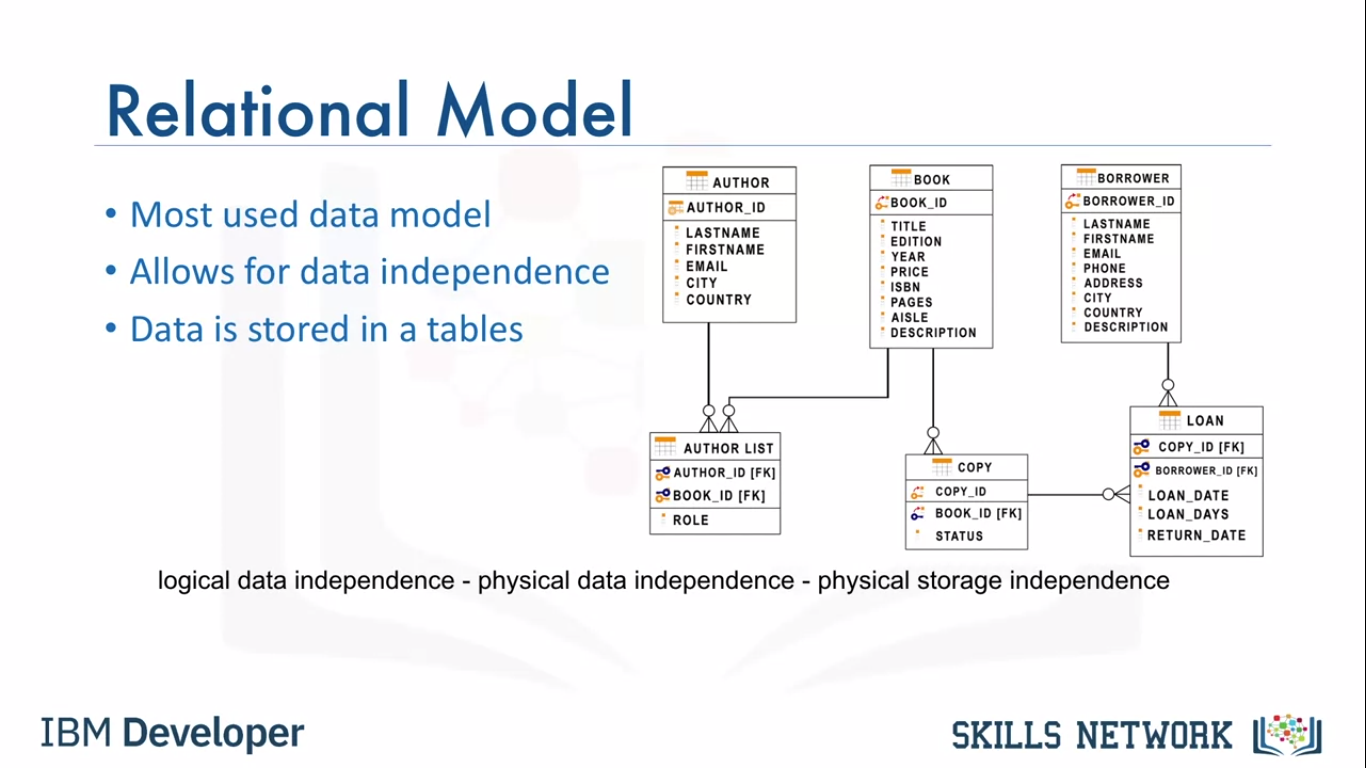 Relational Model
• Most used data model
• Allows for data independence
• Data is stored in a tables
AUTHOR
AUTHOR_ID
LASTNAME
FIRSTNAME
EMAIL
CITY
COUNTRY
BOOK
BOOK_ID
TITLE
EDITION
YEAR
PRICE
ISBN
PAGES
AISLE
DESCRIPTION
BORROWER
BORROWER_ID
LASTNAME
FIRSTNAME
EMAIL
PHONE
ADDRESS
CITY
COUNTRY
DESCRIPTION
AUTHOR LIST
AUTHOR_ID [FK]
BOOK_ID [FK]
ROLE
COPY
COPY_ID
BOOK_ID [FK]
STATUS
LOAN
COPY_ID [FK]
BORROWER_ID [FK]
LOAN_DATE
LOAN_DAYS
RETURN_DATE
logical data independence - physical data independence - physical storage independence
IBM Developer
SKILLS NETWORK